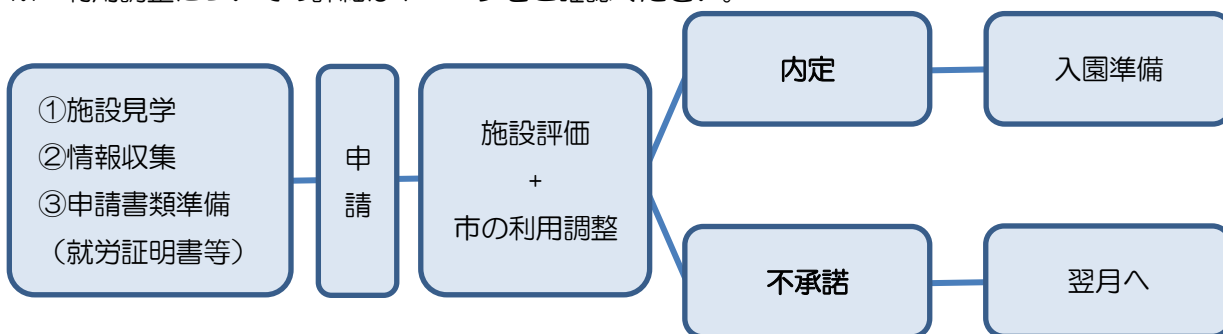 ①施設見学
②情報収集
③申請書類準備
（就労証明書等）
申
請
施設評価
+
市の利用調整
内定
入園準備
不承諾
翌月へ